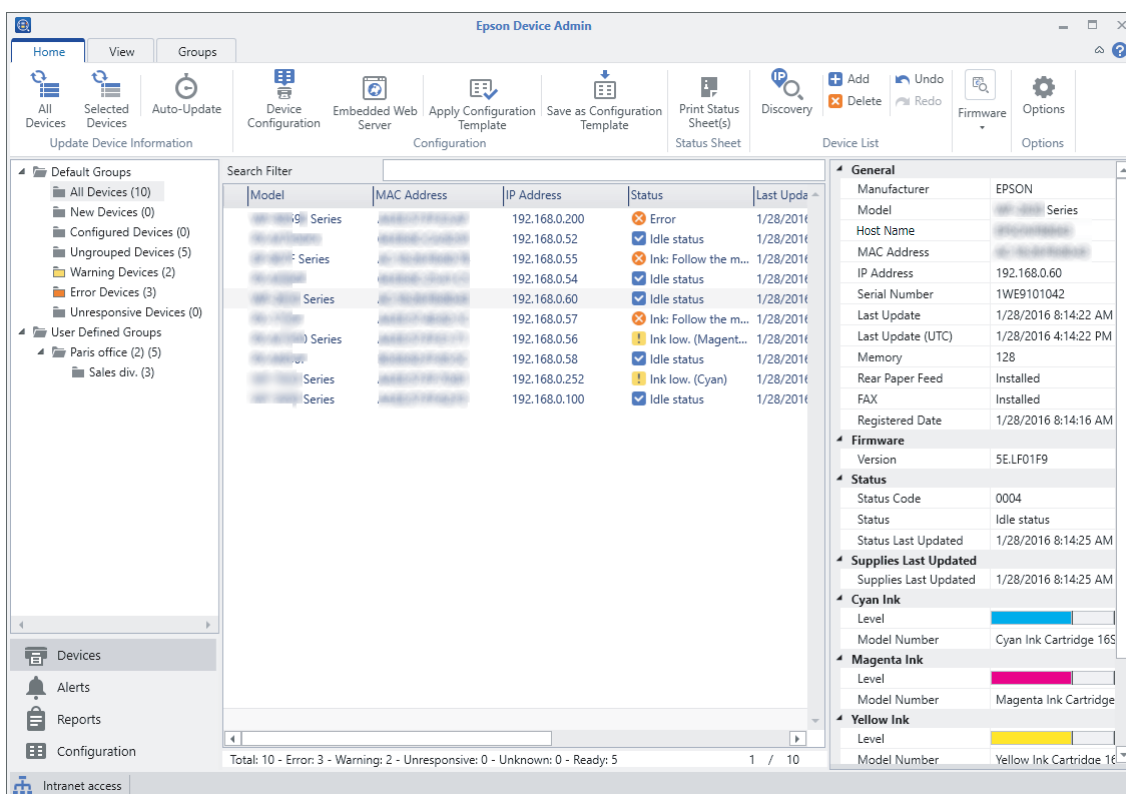 Epson Device Admin
Home View Groups
All Devices
Selected Devices
Auto-Update
Update Device Information
Device Configuration
Embedded Web Server
Apply Configuration Template
Save as Configuration Template
Configuration
Print Status Sheet(s)
Status Sheet
IP
Discovery
Add
Delete
Undo
Redo
Device List
Firmware
Options
Options
Default Groups
All Devices (10)
New Devices (0)
Configured Devices (0)
Ungrouped Devices (5)
Warning Devices (2)
Error Devices (3)
Unresponsive Devices (0)
User Defined Groups
Paris office (2) (5)
Sales div. (3)
Devices
Alerts
Reports
Configuration
Search Filter
Model MAC Address IP Address Status Last Upda
Series 192.168.0.200 Error 1/28/2016
192.168.0.52 Idle status 1/28/2016
Series 192.168.0.55 Ink: Follow the m... 1/28/2016
192.168.0.54 Idle status 1/28/2016
Series 192.168.0.60 Idle status 1/28/2016
192.168.0.57 Ink: Follow the m... 1/28/2016
Series 192.168.0.56 Ink low. (Magent... 1/28/2016
192.168.0.58 Idle status 1/28/2016
Series 192.168.0.252 Ink low. (Cyan) 1/28/2016
Series 192.168.0.100 Idle status 1/28/2016
Total: 10 - Error: 3 - Warning: 2 - Unresponsive: 0 - Unknown: 0 - Ready: 5 1 / 10
General
Manufacturer EPSON
Model Series
Host Name
MAC Address
IP Address 192.168.0.60
Serial Number 1WE9101042
Last Update 1/28/2016 8:14:22 AM
Last Update (UTC) 1/28/2016 4:14:22 PM
Memory 128
Rear Paper Feed Installed
FAX Installed
Registered Date 1/28/2016 8:14:16 AM
Firmware
Version 5E.LF01F9
Status
Status Code 0004
Status Idle status
Status Last Updated 1/28/2016 8:14:25 AM
Supplies Last Updated
Supplies Last Updated 1/28/2016 8:14:25 AM
Cyan Ink
Level
Model Number Cyan Ink Cartridge 16S
Magenta Ink
Level
Model Number Magenta Ink Cartridge
Yellow Ink
Level
Model Number Yellow Ink Cartridge 16
Intranet access